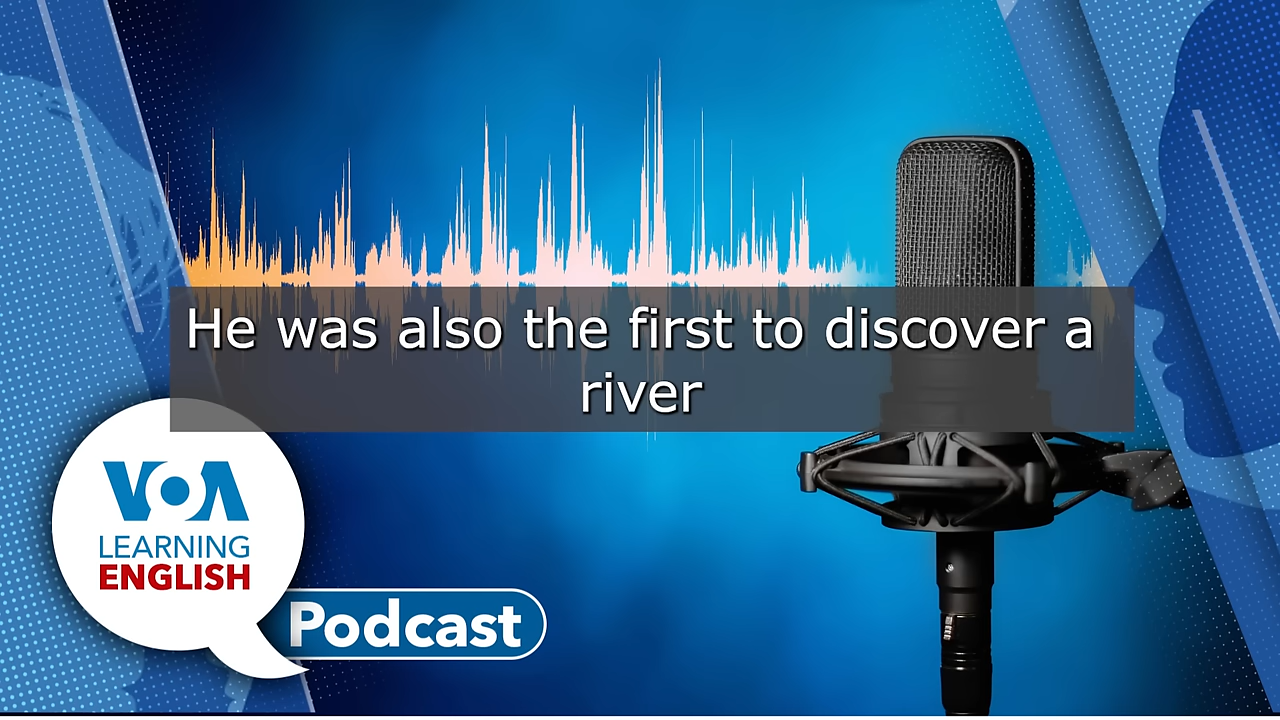 He was also the first to discover a
river
VOA
LEARNING
ENGLISH
Podcast